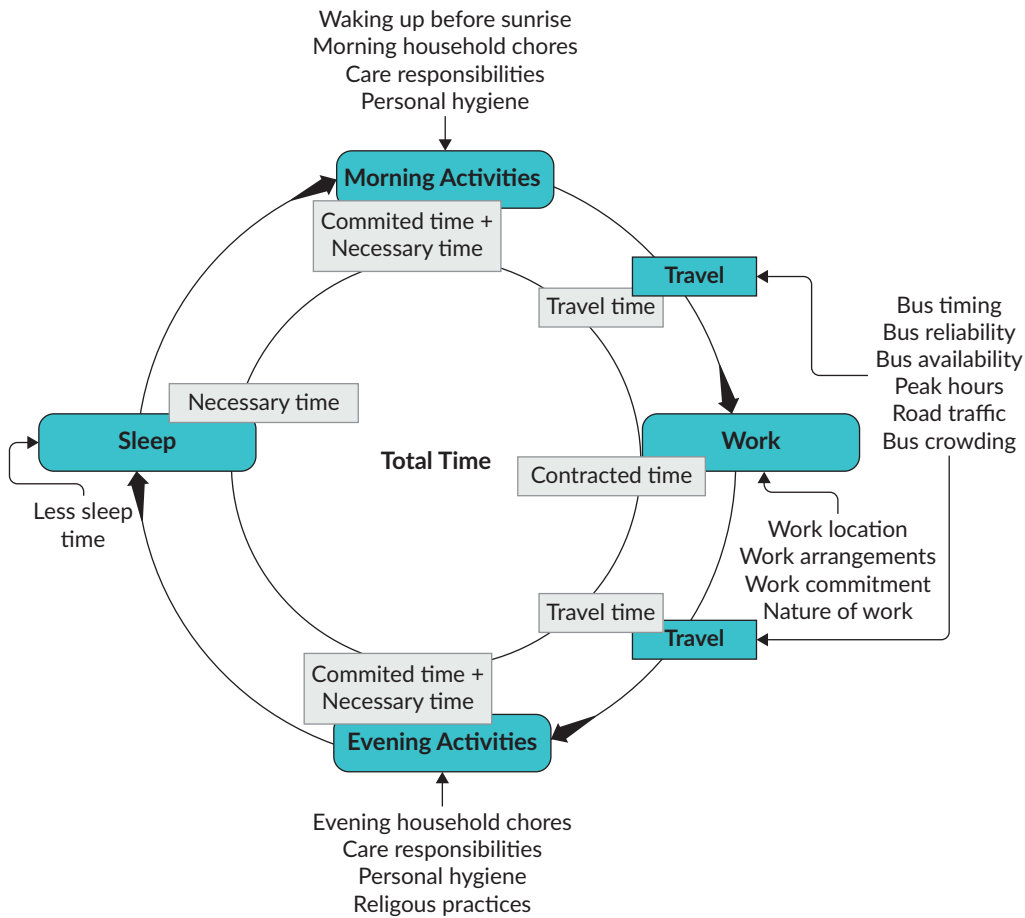 Waking up before sunrise
Morning household chores
Care responsibilities
Personal hygiene
Morning Activities
Commited time +
Necessary time
Travel
Travel time
Bus timing
Bus reliability
Bus availability
Peak hours
Road traffic
Bus crowding
Necessary time
Sleep
Less sleep
time
Total Time
Work
Contracted time
Work location
Work arrangements
Work commitment
Nature of work
Travel time
Travel
Commited time +
Necessary time
Evening Activities
Evening household chores
Care responsibilities
Personal hygiene
Religous practices